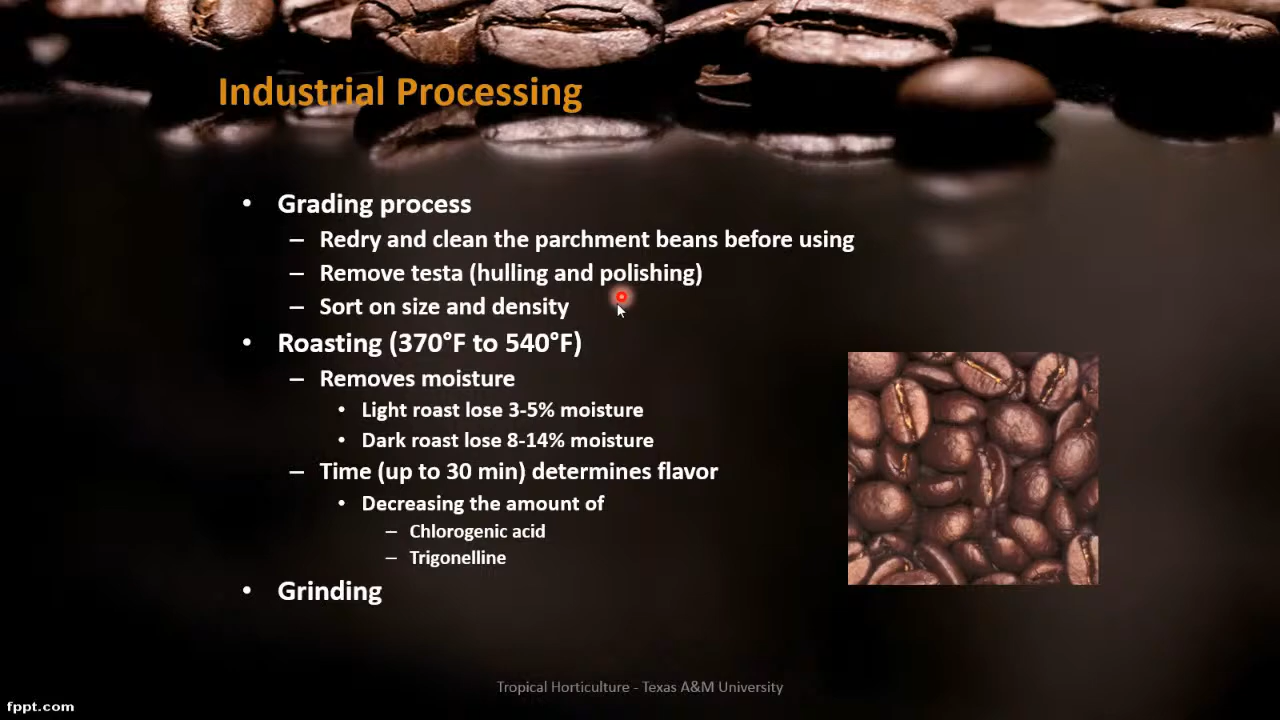 Industrial Processing
• Grading process
– Redry and clean the parchment beans before using
– Remove testa (hulling and polishing)
– Sort on size and density
• Roasting (370°F to 540°F)
– Removes moisture
• Light roast lose 3-5% moisture
• Dark roast lose 8-14% moisture
– Time (up to 30 min) determines flavor
• Decreasing the amount of
– Chlorogenic acid
– Trigonelline
• Grinding
Tropical Horticulture - Texas A&M University
fppt.com